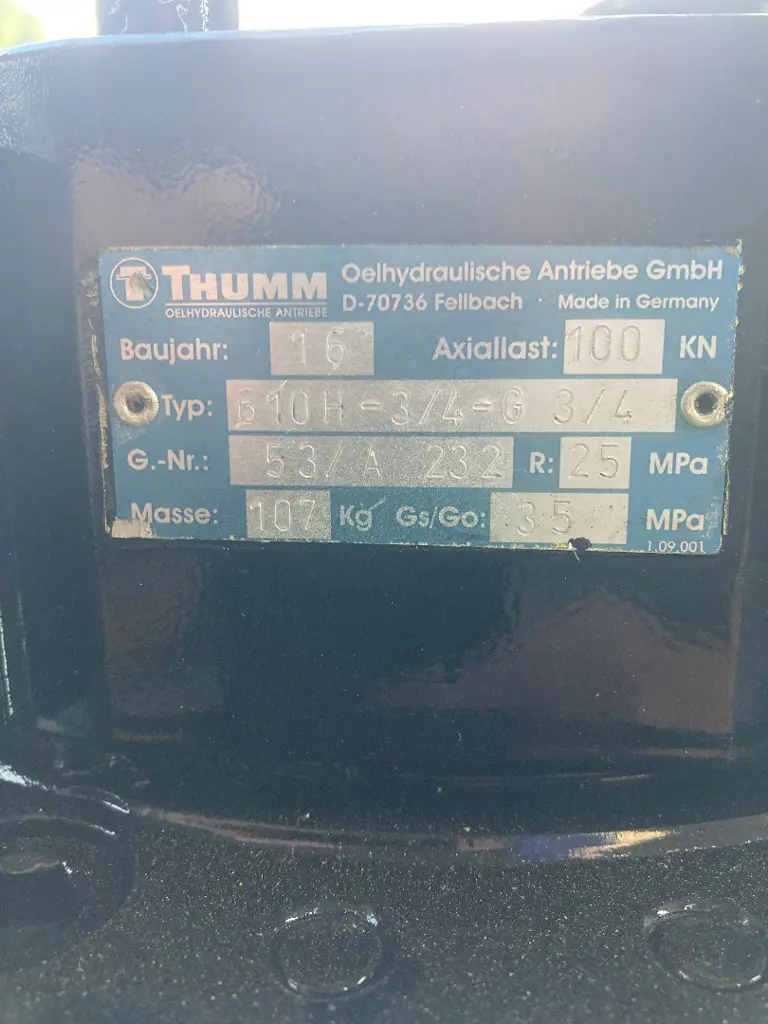 THUMM Oelhydraulische Antriebe GmbH
OELHYDRAULISCHE ANTRIEBE D-70736 Fellbach · Made in Germany
Baujahr: 16 Axiallast: 100 KN
Typ: 610H-3/4-G 3/4
G.-Nr.: 53/A 232 R: 25 MPa
Masse: 107 Kg Gs/Go: 35 MPa
1.09.001